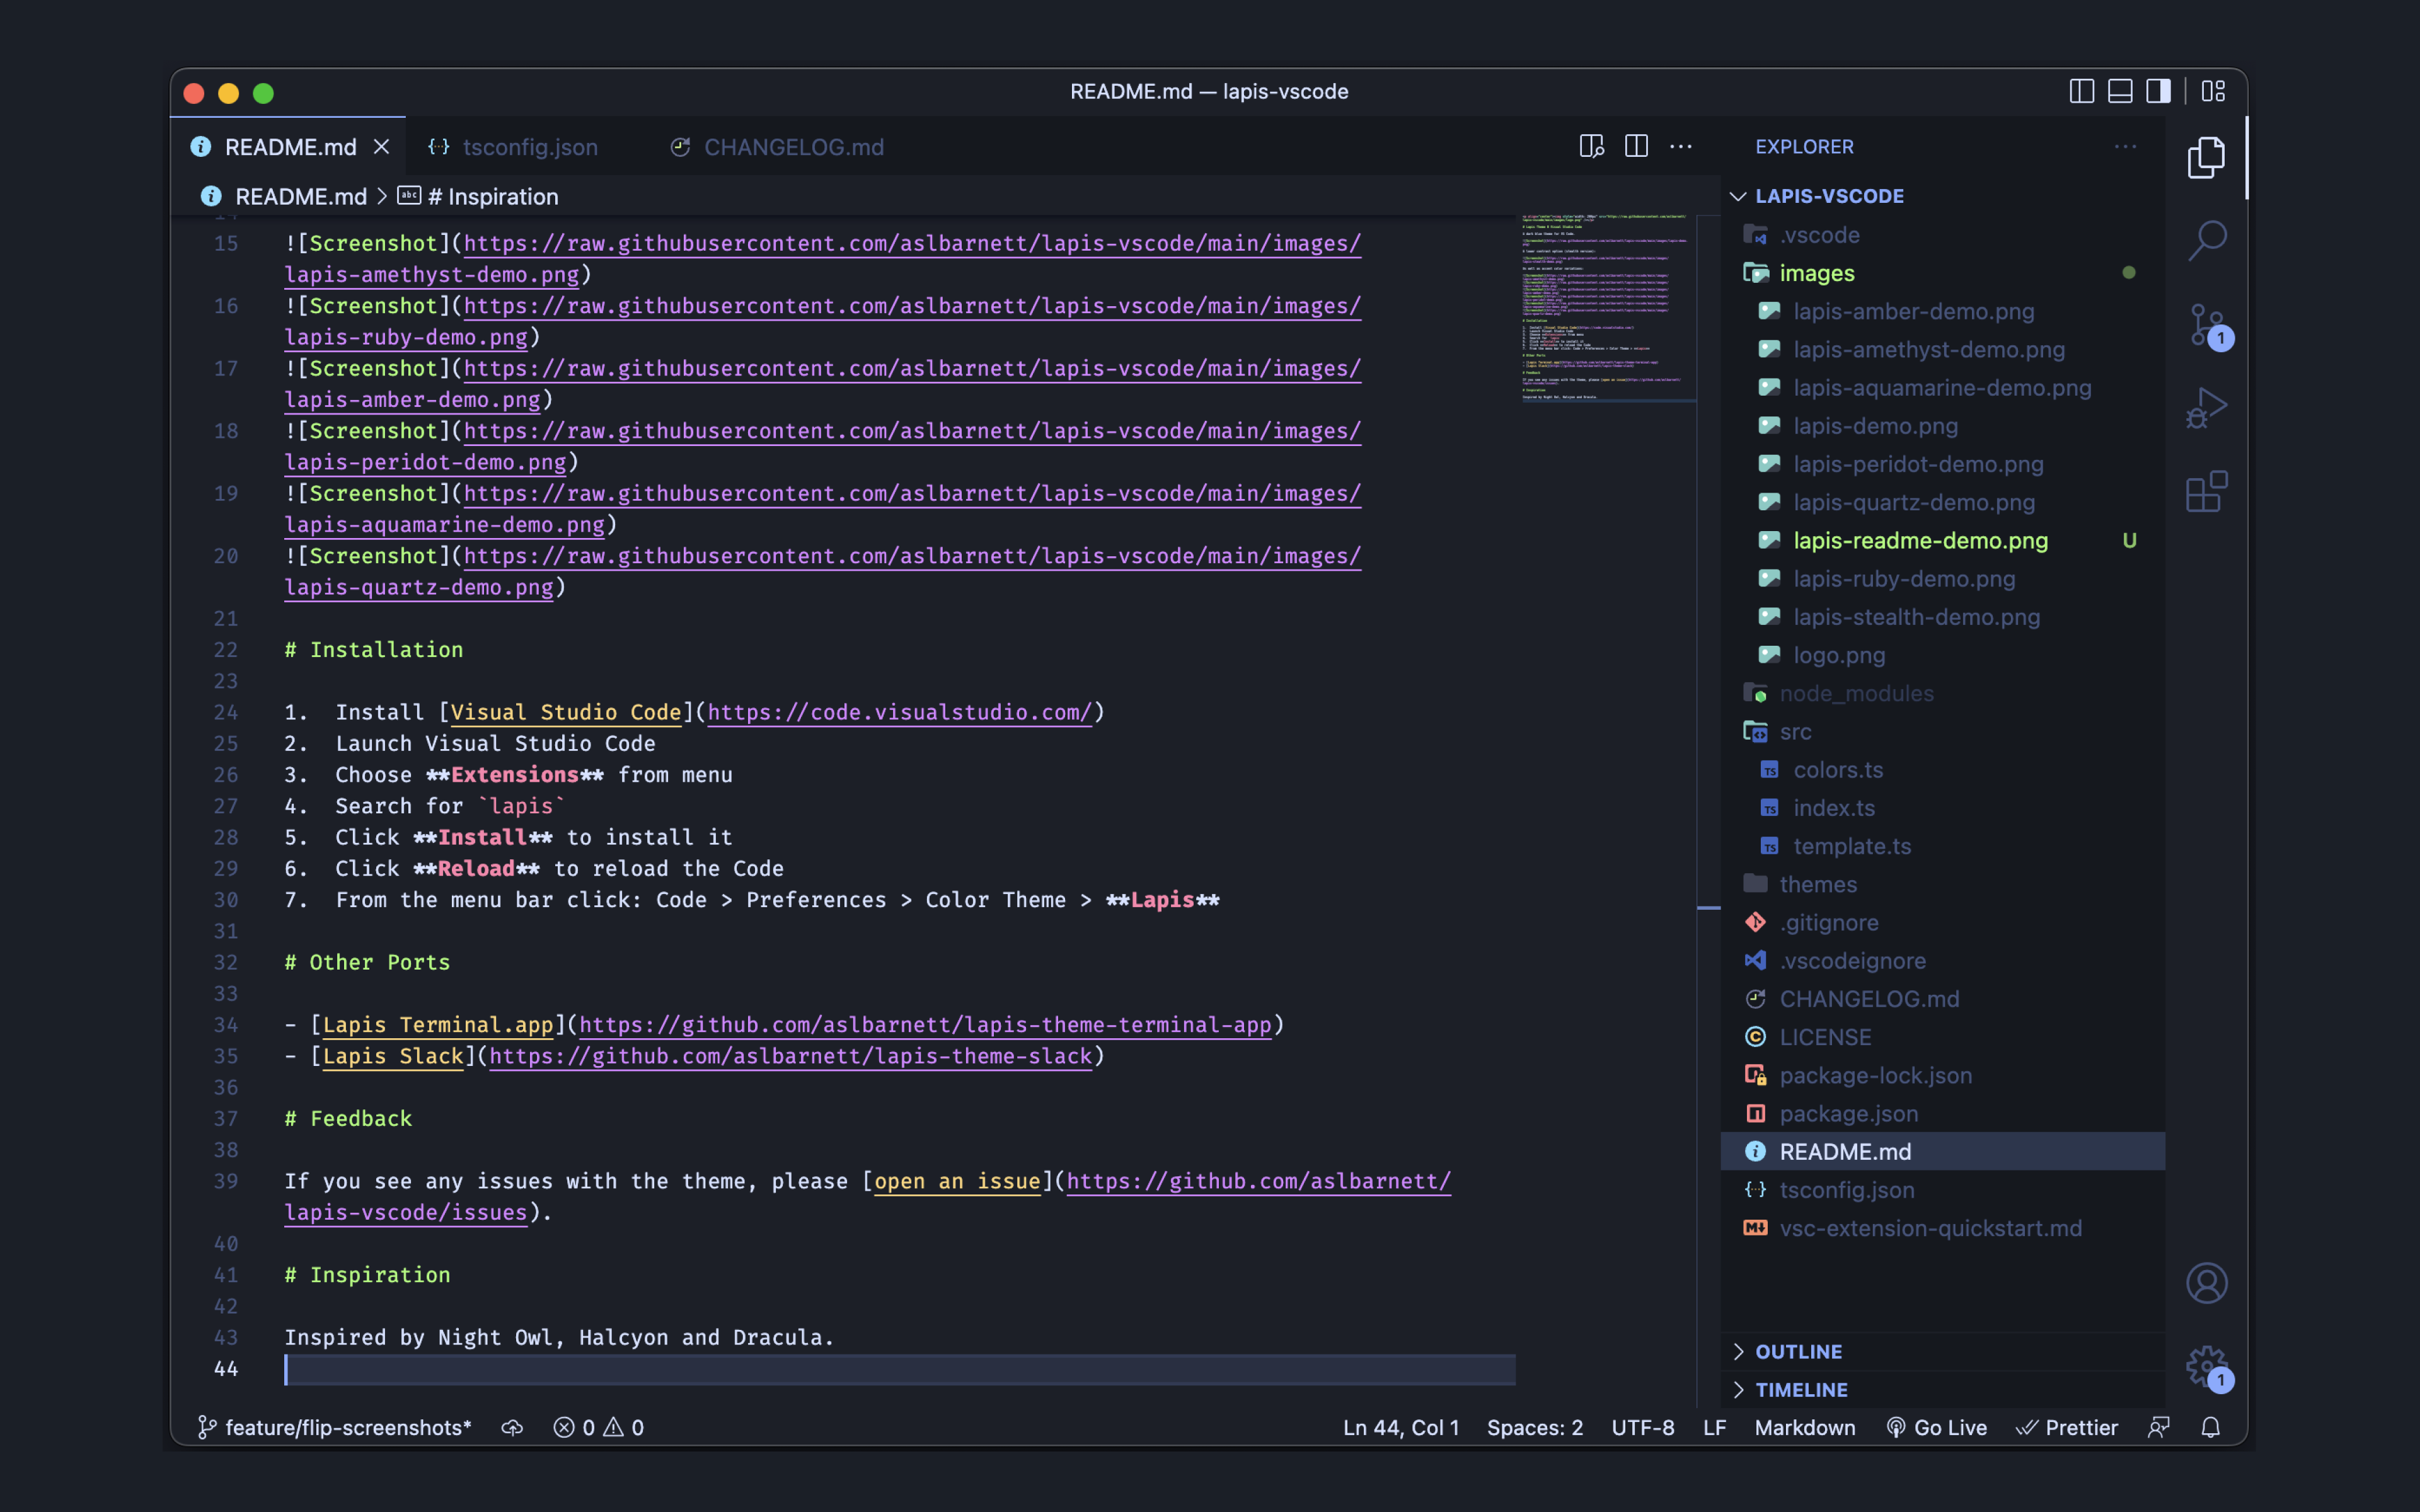 README.md — lapis-vscode
README.md
tsconfig.json
CHANGELOG.md
README.md > # Inspiration
15 ![Screenshot](https://raw.githubusercontent.com/aslbarnett/lapis-vscode/main/images/
lapis-amethyst-demo.png)
16 ![Screenshot](https://raw.githubusercontent.com/aslbarnett/lapis-vscode/main/images/
lapis-ruby-demo.png)
17 ![Screenshot](https://raw.githubusercontent.com/aslbarnett/lapis-vscode/main/images/
lapis-amber-demo.png)
18 ![Screenshot](https://raw.githubusercontent.com/aslbarnett/lapis-vscode/main/images/
lapis-peridot-demo.png)
19 ![Screenshot](https://raw.githubusercontent.com/aslbarnett/lapis-vscode/main/images/
lapis-aquamarine-demo.png)
20 ![Screenshot](https://raw.githubusercontent.com/aslbarnett/lapis-vscode/main/images/
lapis-quartz-demo.png)
21
22 # Installation
23
24 1.  Install [Visual Studio Code](https://code.visualstudio.com/)
25 2.  Launch Visual Studio Code
26 3.  Choose **Extensions** from menu
27 4.  Search for `lapis`
28 5.  Click **Install** to install it
29 6.  Click **Reload** to reload the Code
30 7.  From the menu bar click: Code > Preferences > Color Theme > **Lapis**
31
32 # Other Ports
33
34 - [Lapis Terminal.app](https://github.com/aslbarnett/lapis-theme-terminal-app)
35 - [Lapis Slack](https://github.com/aslbarnett/lapis-theme-slack)
36
37 # Feedback
38
39 If you see any issues with the theme, please [open an issue](https://github.com/aslbarnett/
lapis-vscode/issues).
40
41 # Inspiration
42
43 Inspired by Night Owl, Halcyon and Dracula.
44
EXPLORER
LAPIS-VSCODE
.vscode
images
lapis-amber-demo.png
lapis-amethyst-demo.png
lapis-aquamarine-demo.png
lapis-demo.png
lapis-peridot-demo.png
lapis-quartz-demo.png
lapis-readme-demo.png U
lapis-ruby-demo.png
lapis-stealth-demo.png
logo.png
node_modules
src
colors.ts
index.ts
template.ts
themes
.gitignore
.vscodeignore
CHANGELOG.md
LICENSE
package-lock.json
package.json
README.md
tsconfig.json
vsc-extension-quickstart.md
OUTLINE
TIMELINE
1
1
feature/flip-screenshots* 0 0
Ln 44, Col 1 Spaces: 2 UTF-8 LF Markdown Go Live Prettier